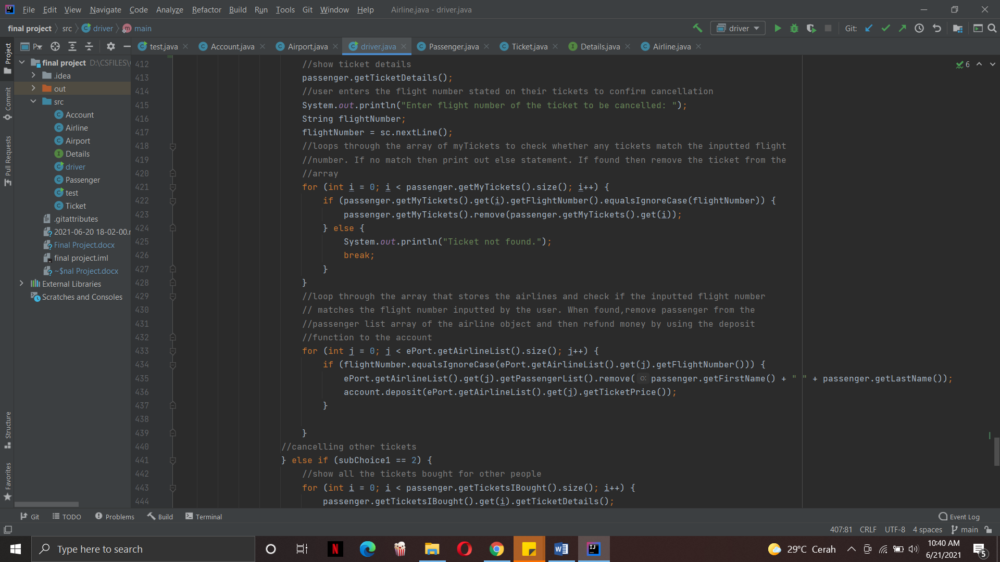 File Edit View Navigate Code Analyze Refactor Build Run Tools Git Window Help Airline.java - driver.java
final project src driver main
driver Git:
P...
test.java Account.java Airport.java driver.java Passenger.java Ticket.java Details.java Airline.java
Project
Commit
Pull Requests
Structure
Favorites
final project D:\CSFILES\
.idea
out
src
Account
Airline
Airport
Details
driver
Passenger
test
Ticket
.gitattributes
2021-06-20 18-02-00.
Final Project.docx
final project.iml
~$nal Project.docx
External Libraries
Scratches and Consoles
6
412 //show ticket details
413 passenger.getTicketDetails();
414 //user enters the flight number stated on their tickets to confirm cancellation
415 System.out.println("Enter flight number of the ticket to be cancelled: ");
416 String flightNumber;
417 flightNumber = sc.nextLine();
418 //loops through the array of myTickets to check whether any tickets match the inputted flight
419 //number. If no match then print out else statement. If found then remove the ticket from the
420 //array
421 for (int i = 0; i < passenger.getMyTickets().size(); i++) {
422 if (passenger.getMyTickets().get(i).getFlightNumber().equalsIgnoreCase(flightNumber)) {
423 passenger.getMyTickets().remove(passenger.getMyTickets().get(i));
424 } else {
425 System.out.println("Ticket not found.");
426 break;
427 }
428 }
429 //loop through the array that stores the airlines and check if the inputted flight number
430 // matches the flight number inputted by the user. When found,remove passenger from the
431 //passenger list array of the airline object and then refund money by using the deposit
432 //function to the account
433 for (int j = 0; j < ePort.getAirlineList().size(); j++) {
434 if (flightNumber.equalsIgnoreCase(ePort.getAirlineList().get(j).getFlightNumber())) {
435 ePort.getAirlineList().get(j).getPassengerList().remove( o: passenger.getFirstName() + " " + passenger.getLastName());
436 account.deposit(ePort.getAirlineList().get(j).getTicketPrice());
437 }
438
439 }
440 //cancelling other tickets
441 } else if (subChoice1 == 2) {
442 //show all the tickets bought for other people
443 for (int i = 0; i < passenger.getTicketsIBought().size(); i++) {
444 passenger.getTicketsIBought().get(i).getTicketDetails();
Git TODO Problems Build Terminal Event Log
407:81 CRLF UTF-8 4 spaces main
Type here to search
29°C Cerah
10:40 AM
6/21/2021
5